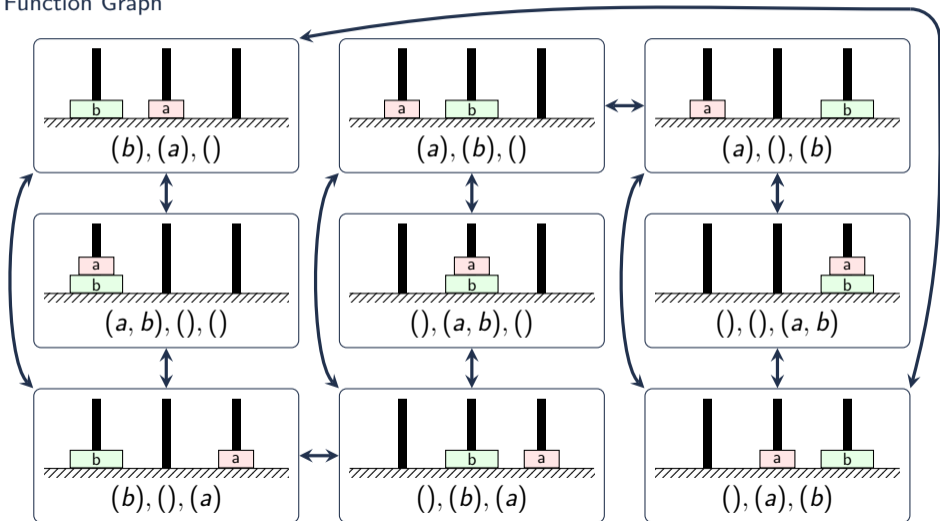 Function Graph
b a
a b
a b
(b), (a), ()
(a), (b), ()
(a), (), (b)
a
b
a
b
a
b
(a, b), (), ()
(), (a, b), ()
(), (), (a, b)
b a
b a
a b
(b), (), (a)
(), (b), (a)
(), (a), (b)